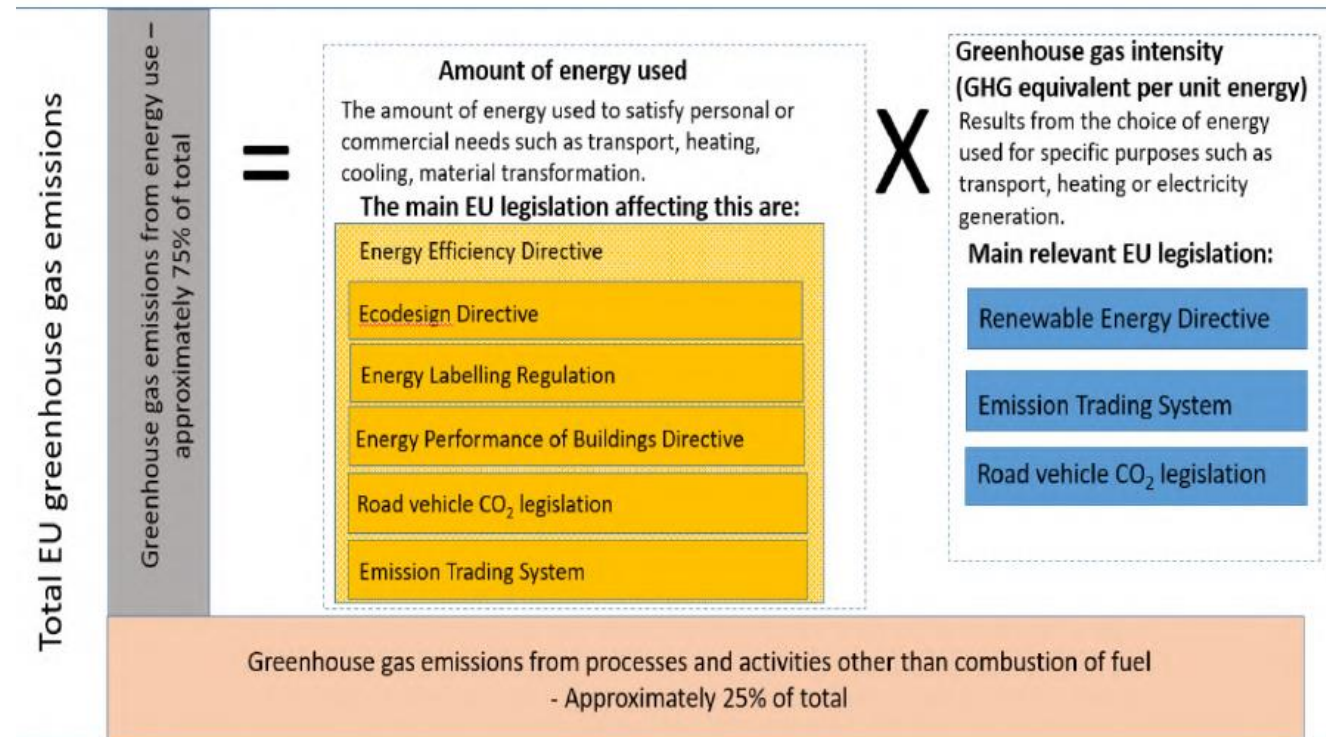 Total EU greenhouse gas emissions
Greenhouse gas emissions from energy use –
approximately 75% of total
=
Amount of energy used
The amount of energy used to satisfy personal or
commercial needs such as transport, heating,
cooling, material transformation.
The main EU legislation affecting this are:
Energy Efficiency Directive
Ecodesign Directive
Energy Labelling Regulation
Energy Performance of Buildings Directive
Road vehicle CO₂ legislation
Emission Trading System
X
Greenhouse gas intensity
(GHG equivalent per unit energy)
Results from the choice of energy
used for specific purposes such as
transport, heating or electricity
generation.
Main relevant EU legislation:
Renewable Energy Directive
Emission Trading System
Road vehicle CO₂ legislation
Greenhouse gas emissions from processes and activities other than combustion of fuel
- Approximately 25% of total